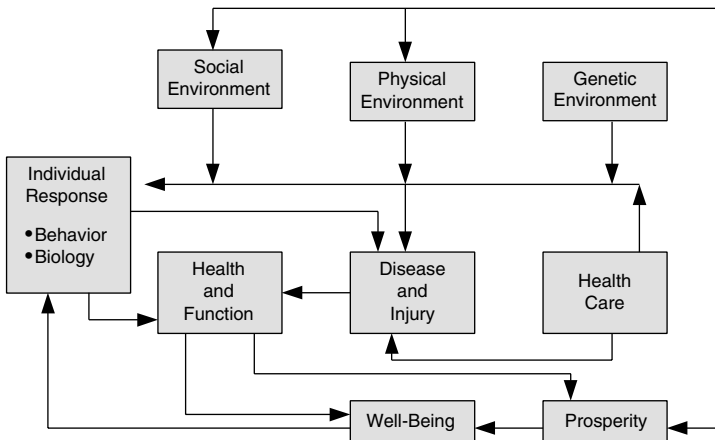 Social
Environment
Physical
Environment
Genetic
Environment
Individual
Response
•Behavior
•Biology
Health
and
Function
Disease
and
Injury
Health
Care
Well-Being
Prosperity